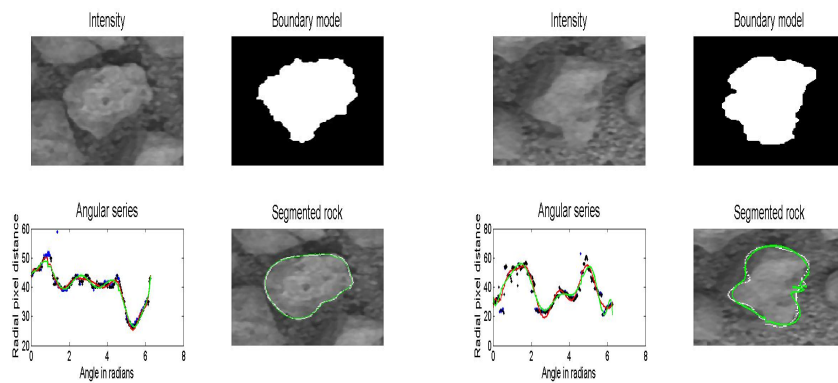 Intensity
Boundary model
Intensity
Boundary model
Angular series
Segmented rock
Angular series
Segmented rock
Radial pixel distance
60
50
40
30
20
0
2
4
6
8
Angle in radians
Radial pixel distance
80
60
40
20
0
0
2
4
6
8
Angle in radians